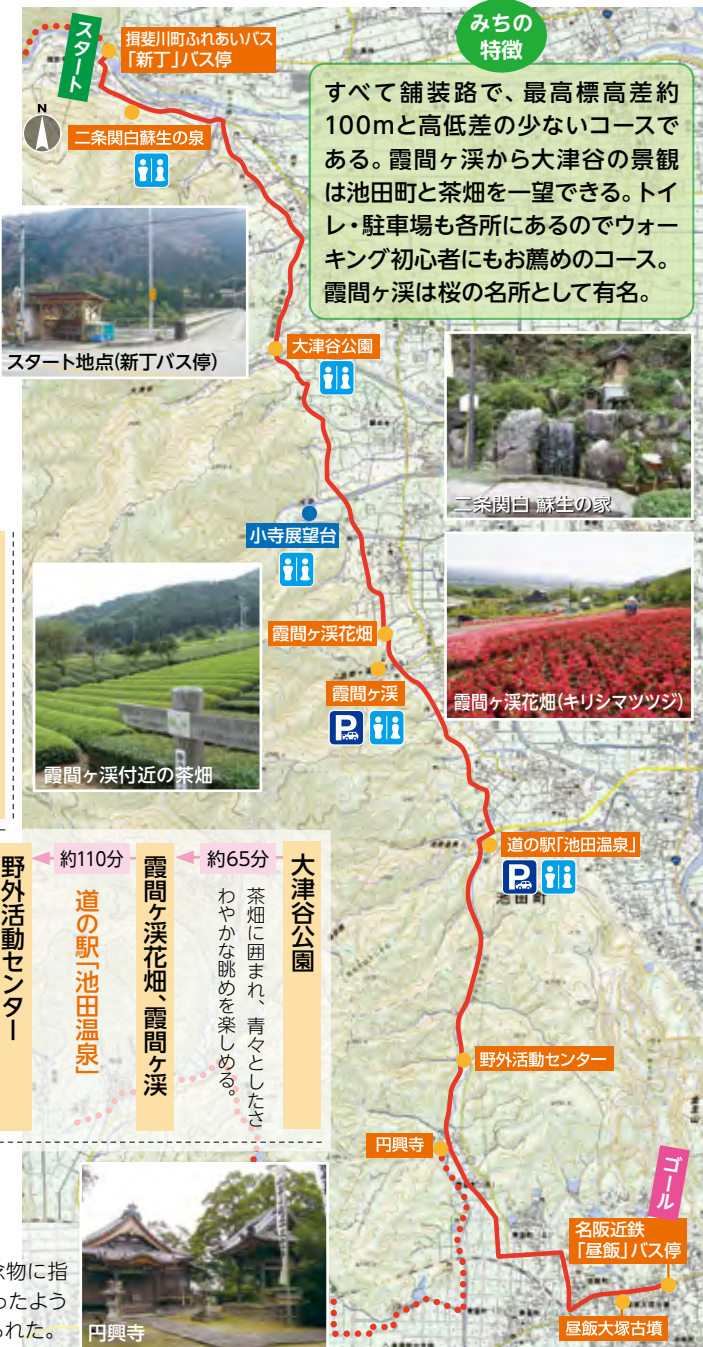 スタート
揖斐川町ふれあいバス
「新丁」バス停
N
二条関白蘇生の泉
みちの
特徴
すべて舗装路で、最高標高差約
100mと高低差の少ないコースで
ある。霞間ヶ渓から大津谷の景観
は池田町と茶畑を一望できる。トイ
レ・駐車場も各所にあるのでウォー
キング初心者にもお薦めのコース。
霞間ヶ渓は桜の名所として有名。
スタート地点(新丁バス停)
大津谷公園
二条関白 蘇生の家
小寺展望台
霞間ヶ渓花畑
霞間ヶ渓
P
霞間ヶ渓花畑(キリシマツツジ)
霞間ヶ渓付近の茶畑
道の駅「池田温泉」
P
池田町
大津谷公園
茶畑に囲まれ、青々としたさ
わやかな眺めを楽しめる。
約65分
霞間ヶ渓花畑、霞間ヶ渓
約110分
道の駅「池田温泉」
野外活動センター
野外活動センター
円興寺
ゴール
名阪近鉄
「昼飯」バス停
昼飯大塚古墳
念物に指
ったよう
られた。
円興寺